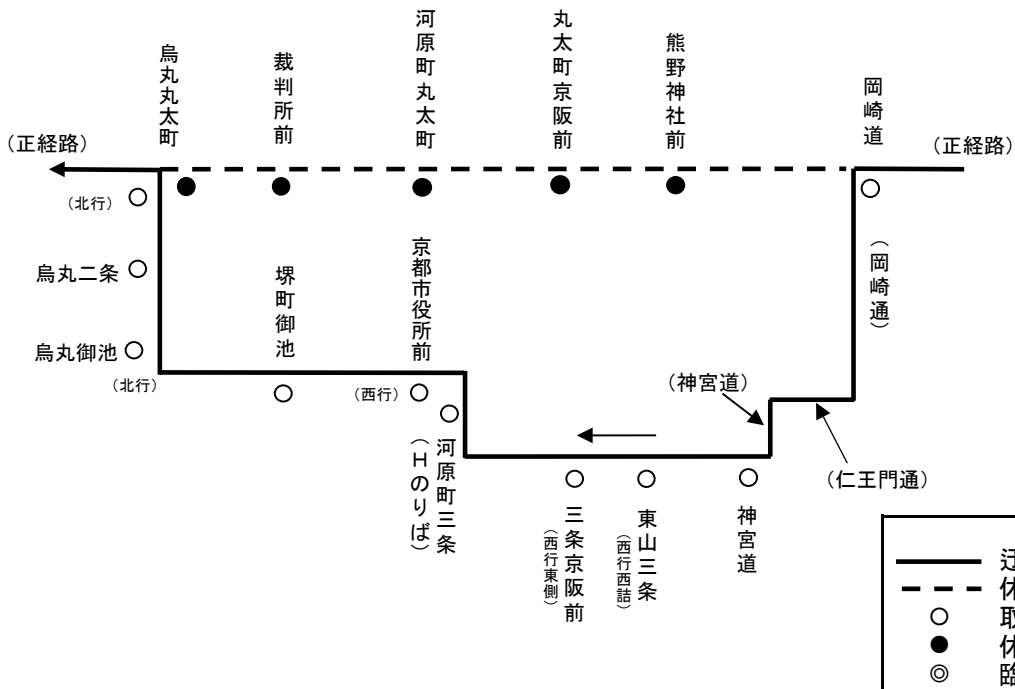 烏丸丸太町
裁判所前
河原町丸太町
丸太町京阪前
熊野神社前
岡崎道
(正経路)
(正経路)
(北行)
烏丸二条
烏丸御池
(北行)
堺町御池
京都市役所前
(西行)
河原町三条
(Hのりば)
三条京阪前
(西行東側)
東山三条
(西行西詰)
神宮道
(神宮道)
(仁王門通)
(岡崎通)
迂
休
取
休
臨